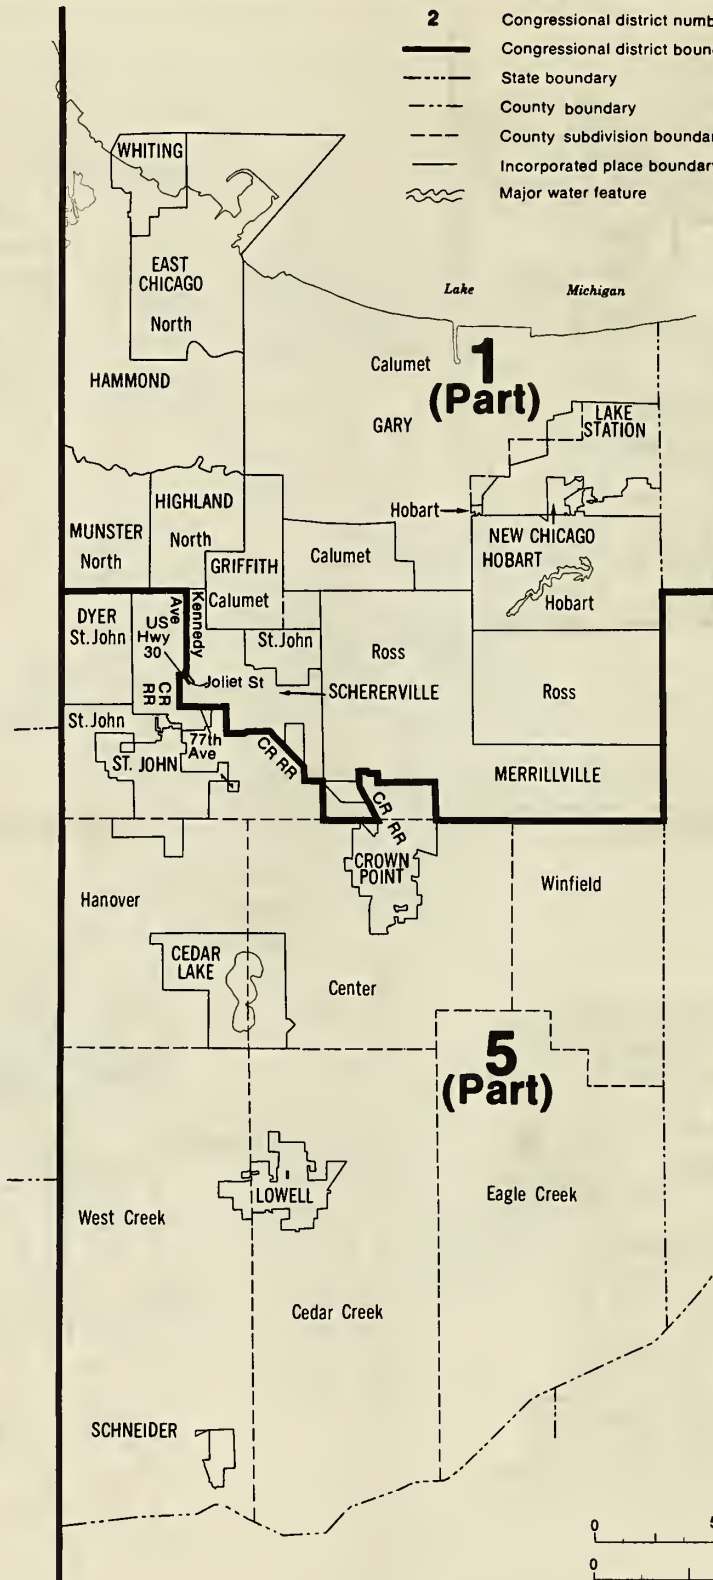 2 Congressional district
Congressional district
State boundary
County boundary
County subdivision
Incorporated place
Major water feature
WHITING
EAST
CHICAGO
North
Lake Michigan
HAMMOND
Calumet
1
(Part)
GARY
LAKE
STATION
HIGHLAND
North
MUNSTER
North
Hobart
NEW CHICAGO
HOBART
Hobart
GRIFFITH
Calumet
Calumet
DYER
St. John
US
Hwy
30
Kennedy
Ave
St. John
Joliet St
SCHERERVILLE
Ross
Ross
CR
RR
St. John
77th
Ave
ST. JOHN
CR RR
MERRILLVILLE
CR RR
CROWN
POINT
Hanover
Winfield
CEDAR
LAKE
Center
5
(Part)
LOWELL
West Creek
Eagle Creek
Cedar Creek
SCHNEIDER
0
0